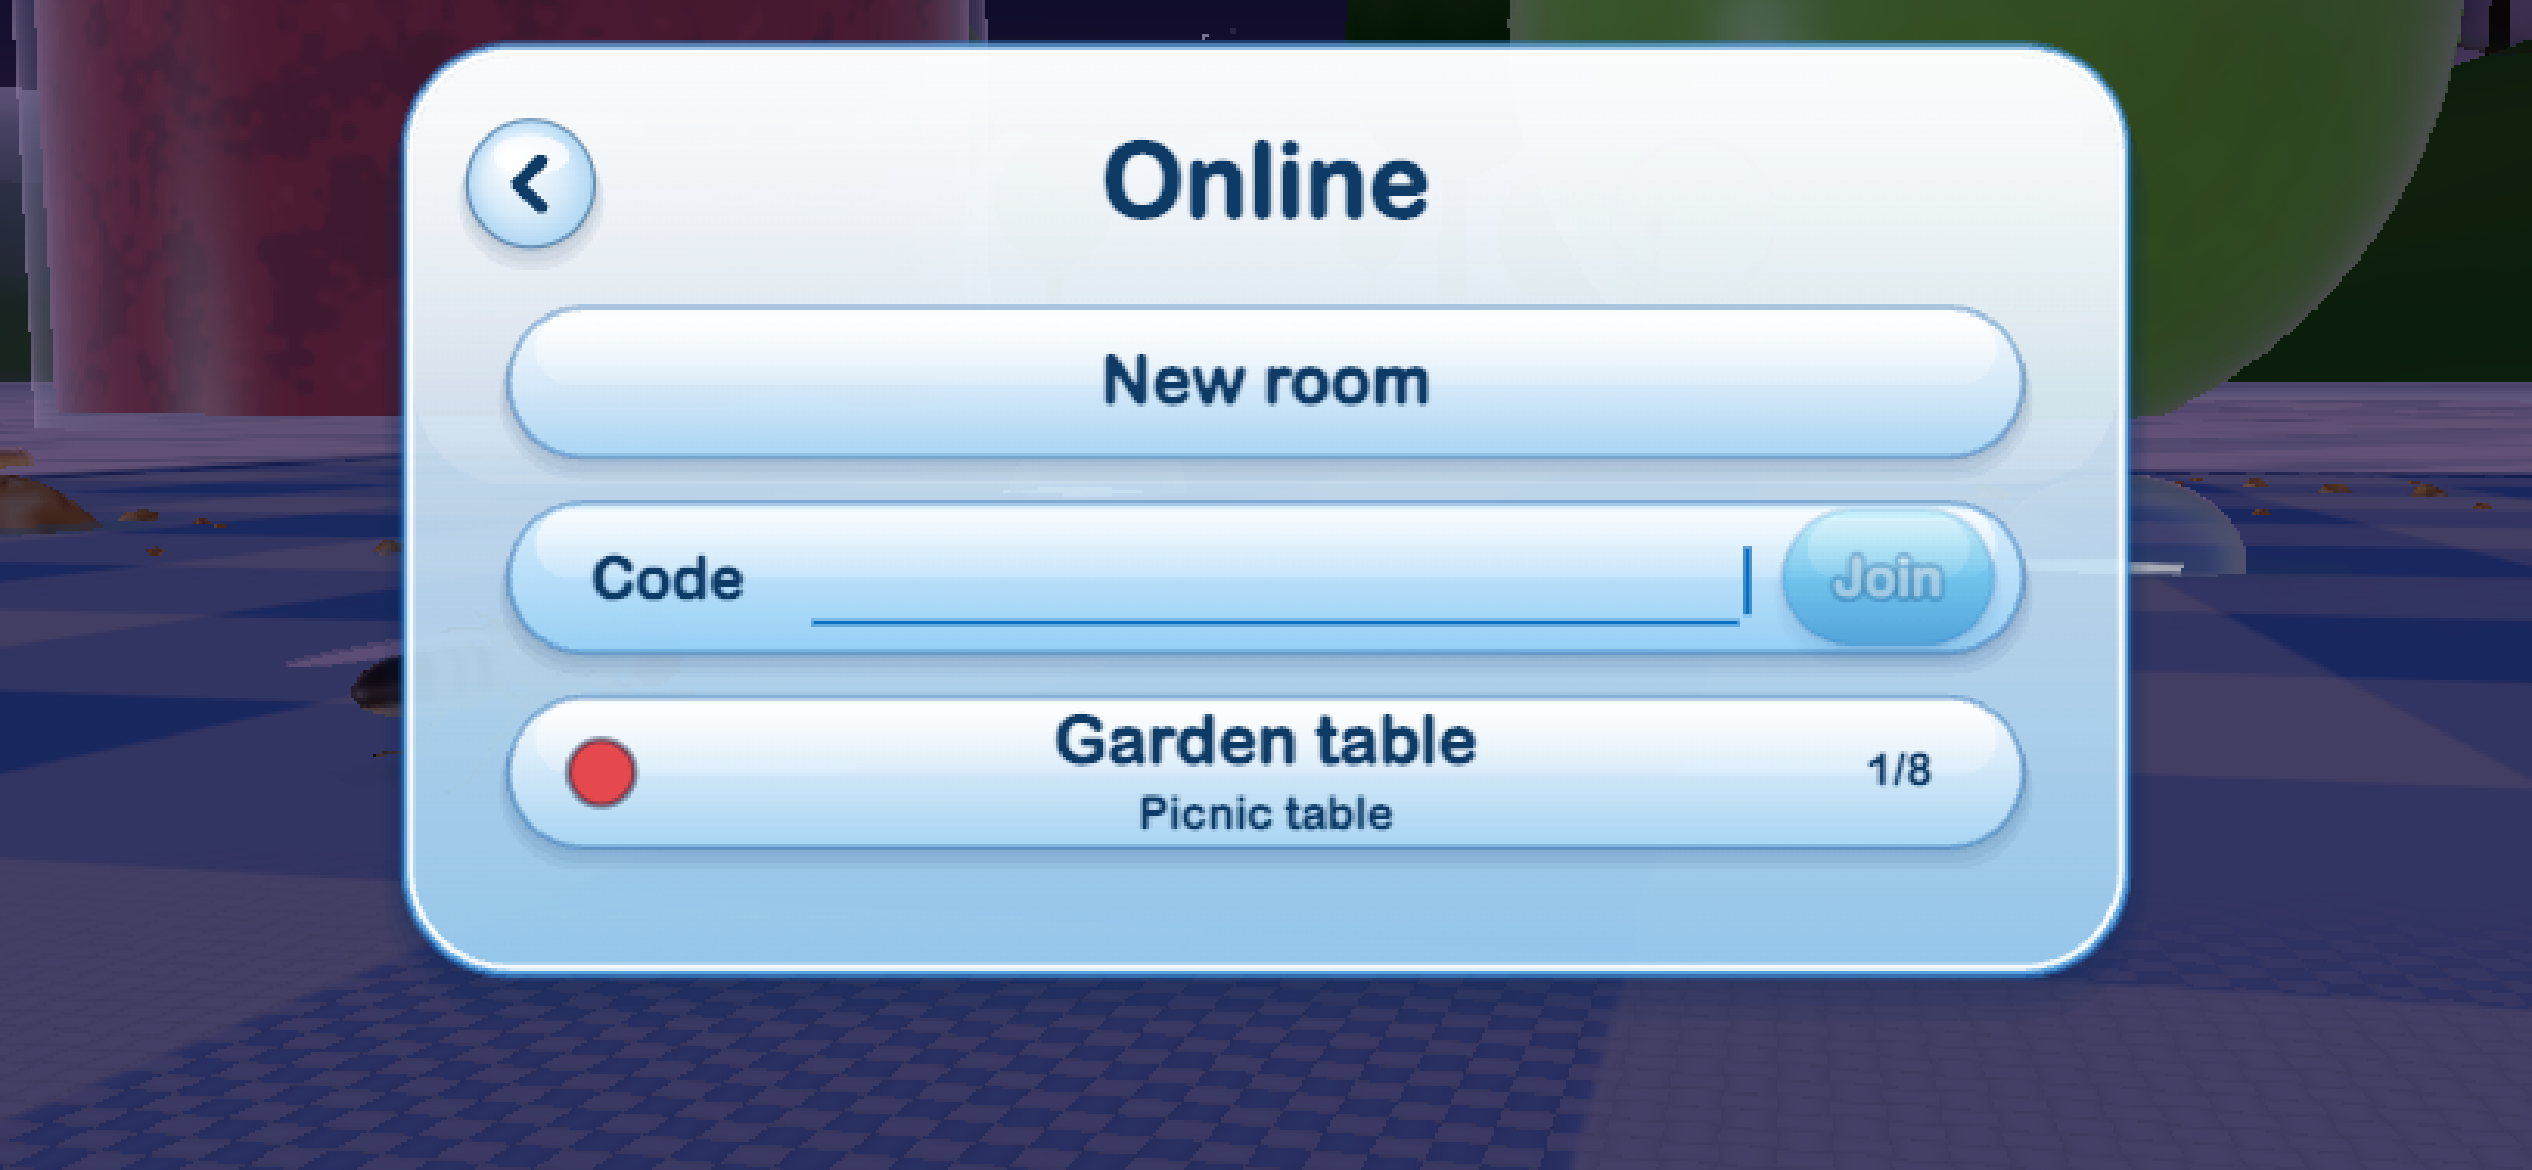 Online
New room
Code
Join
Garden table
Picnic table
1/8